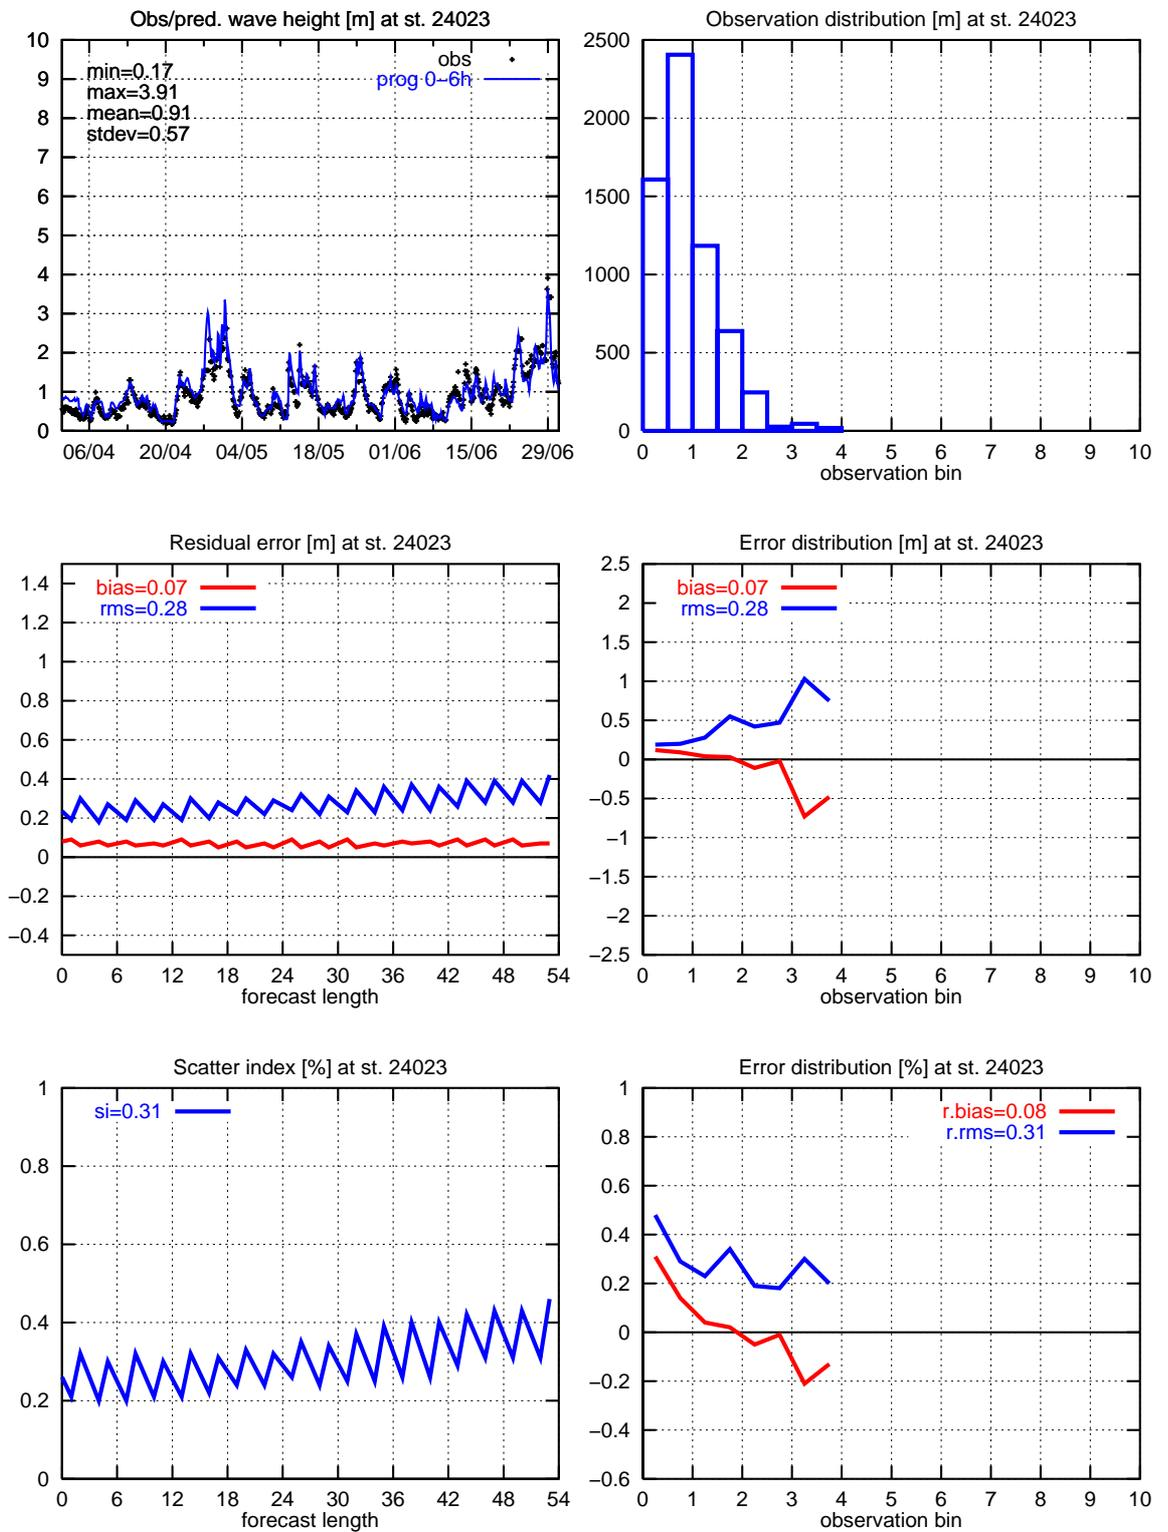 Obs/pred. wave height [m] at st. 24023
10
9
8
7
6
5
4
3
2
1
0
min=0.17
max=3.91
mean=0.91
stdev=0.57
obs
prog 0−6h
06/04 20/04 04/05 18/05 01/06 15/06 29/06
Observation distribution [m] at st. 24023
2500
2000
1500
1000
500
0
0 1 2 3 4 5 6 7 8 9 10
observation bin
Residual error [m] at st. 24023
1.4
1.2
1
0.8
0.6
0.4
0.2
0
−0.2
−0.4
bias=0.07
rms=0.28
0 6 12 18 24 30 36 42 48 54
forecast length
Error distribution [m] at st. 24023
2.5
2
1.5
1
0.5
0
−0.5
−1
−1.5
−2
−2.5
bias=0.07
rms=0.28
0 1 2 3 4 5 6 7 8 9 10
observation bin
Scatter index [%] at st. 24023
1
0.8
0.6
0.4
0.2
0
si=0.31
0 6 12 18 24 30 36 42 48 54
forecast length
Error distribution [%] at st. 24023
1
0.8
0.6
0.4
0.2
0
−0.2
−0.4
−0.6
r.bias=0.08
r.rms=0.31
0 1 2 3 4 5 6 7 8 9 10
observation bin